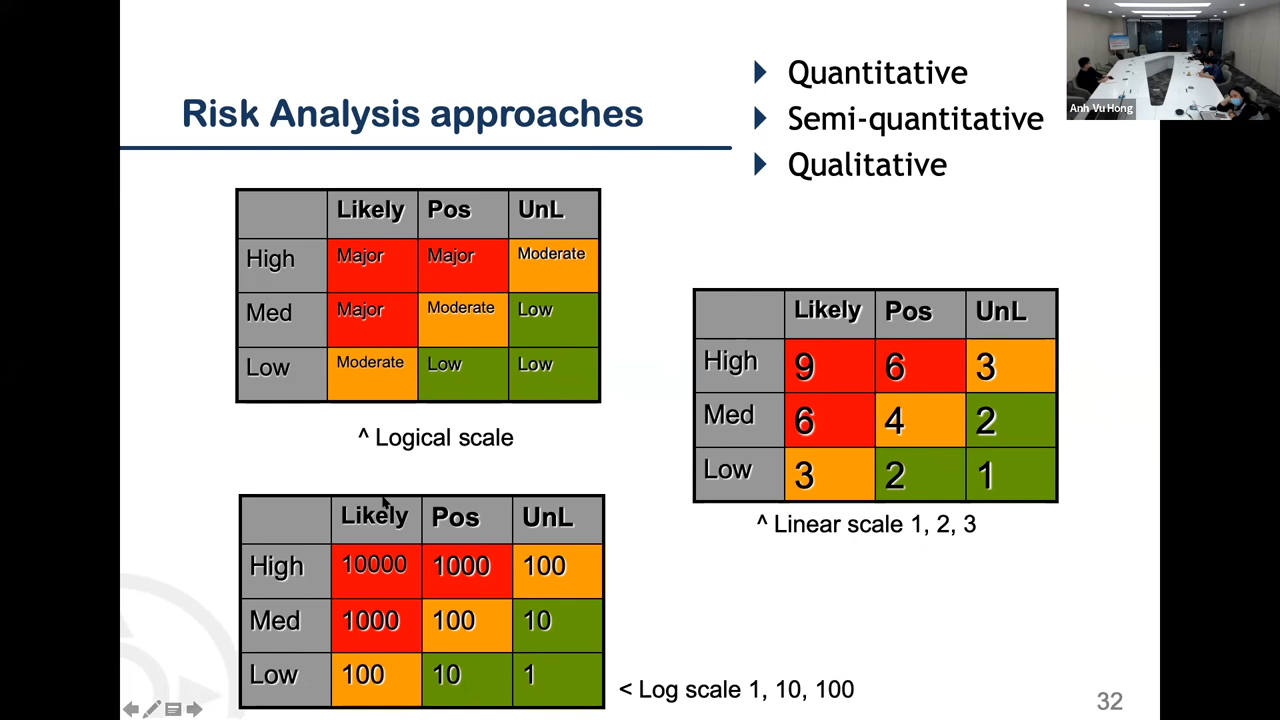 Risk Analysis approaches
Quantitative
Semi-quantitative
Qualitative
Anh Vu Hong
Likely Pos UnL
High Major Major Moderate
Med Major Moderate Low
Low Moderate Low Low
^ Logical scale
Likely Pos UnL
High 9 6 3
Med 6 4 2
Low 3 2 1
^ Linear scale 1, 2, 3
Likely Pos UnL
High 10000 1000 100
Med 1000 100 10
Low 100 10 1
< Log scale 1, 10, 100
32